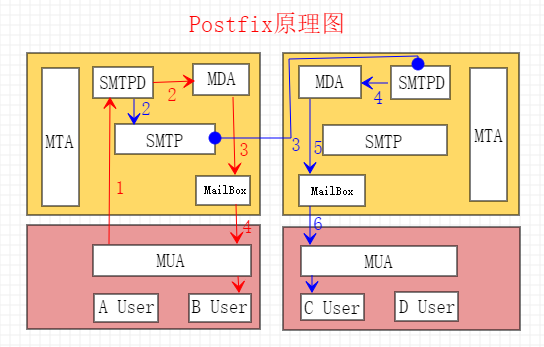 Postfix原理图
SMTPD
MDA
2
2
MTA
SMTP
3
1
MailBox
4
MUA
A User
B User
MDA
SMTPD
4
3
SMTP
MTA
5
MailBox
6
MUA
C User
D User